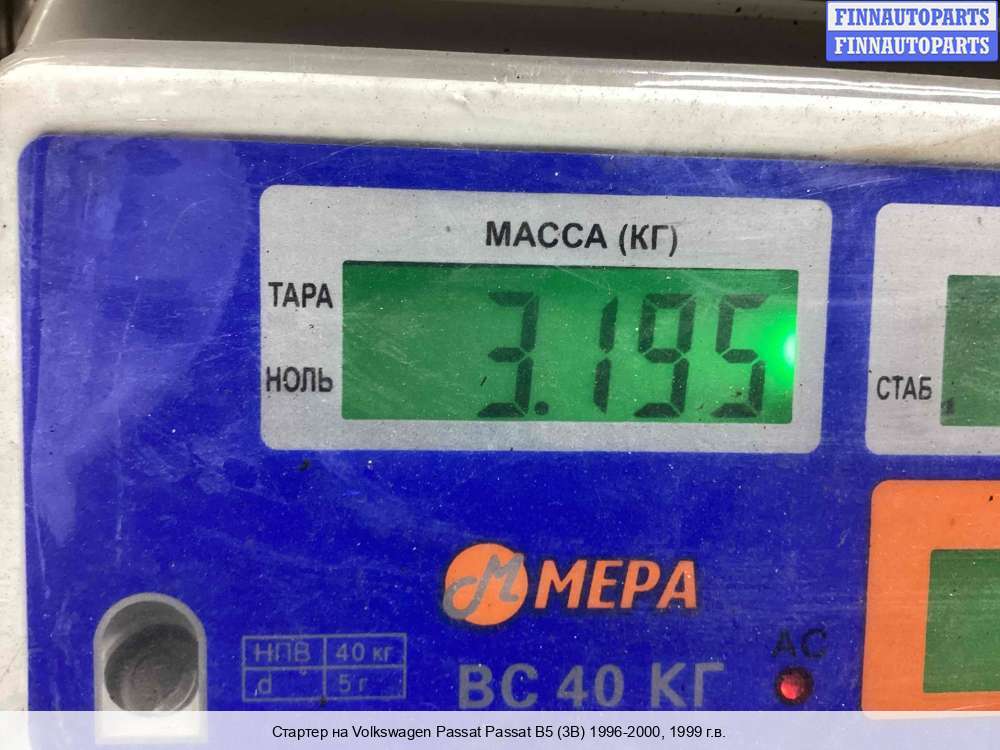 FINNAUTOPARTS
FINNAUTOPARTS
МАССА (КГ)
ТАРА
3.195
НОЛЬ
СТАБ
МЕРА
НПВ 40 кг
d 5 г
ВС 40 КГ
AC
Стартер на Volkswagen Passat Passat B5 (3B) 1996-2000, 1999 г.в.